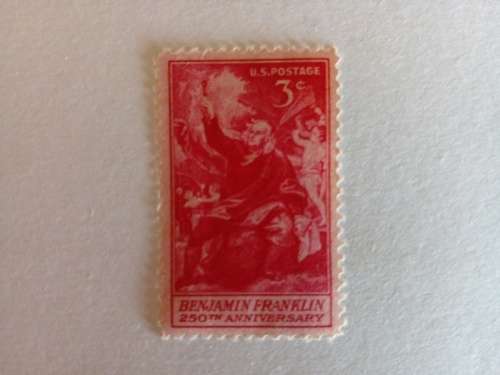 U.S. POSTAGE
3¢
BENJAMIN FRANKLIN
250TH ANNIVERSARY